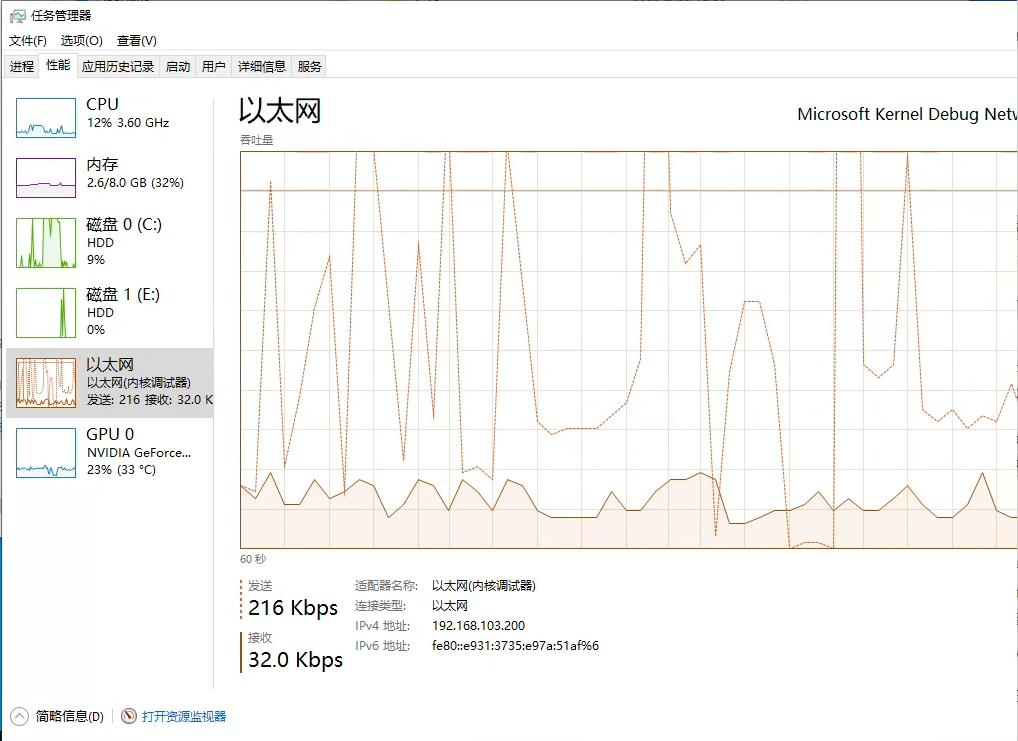 任务管理器
文件(F) 选项(O) 查看(V)
进程 性能 应用历史记录 启动 用户 详细信息 服务
CPU
12% 3.60 GHz
内存
2.6/8.0 GB (32%)
磁盘 0 (C:)
HDD
9%
磁盘 1 (E:)
HDD
0%
以太网
以太网(内核调试器)
发送: 216 接收: 32.0 K
GPU 0
NVIDIA GeForce...
23% (33 °C)
以太网
Microsoft Kernel Debug Netw
吞吐量
60 秒
发送
216 Kbps
接收
32.0 Kbps
适配器名称: 以太网(内核调试器)
连接类型: 以太网
IPv4 地址: 192.168.103.200
IPv6 地址: fe80::e931:3735:e97a:51af%6
简略信息(D) 打开资源监视器